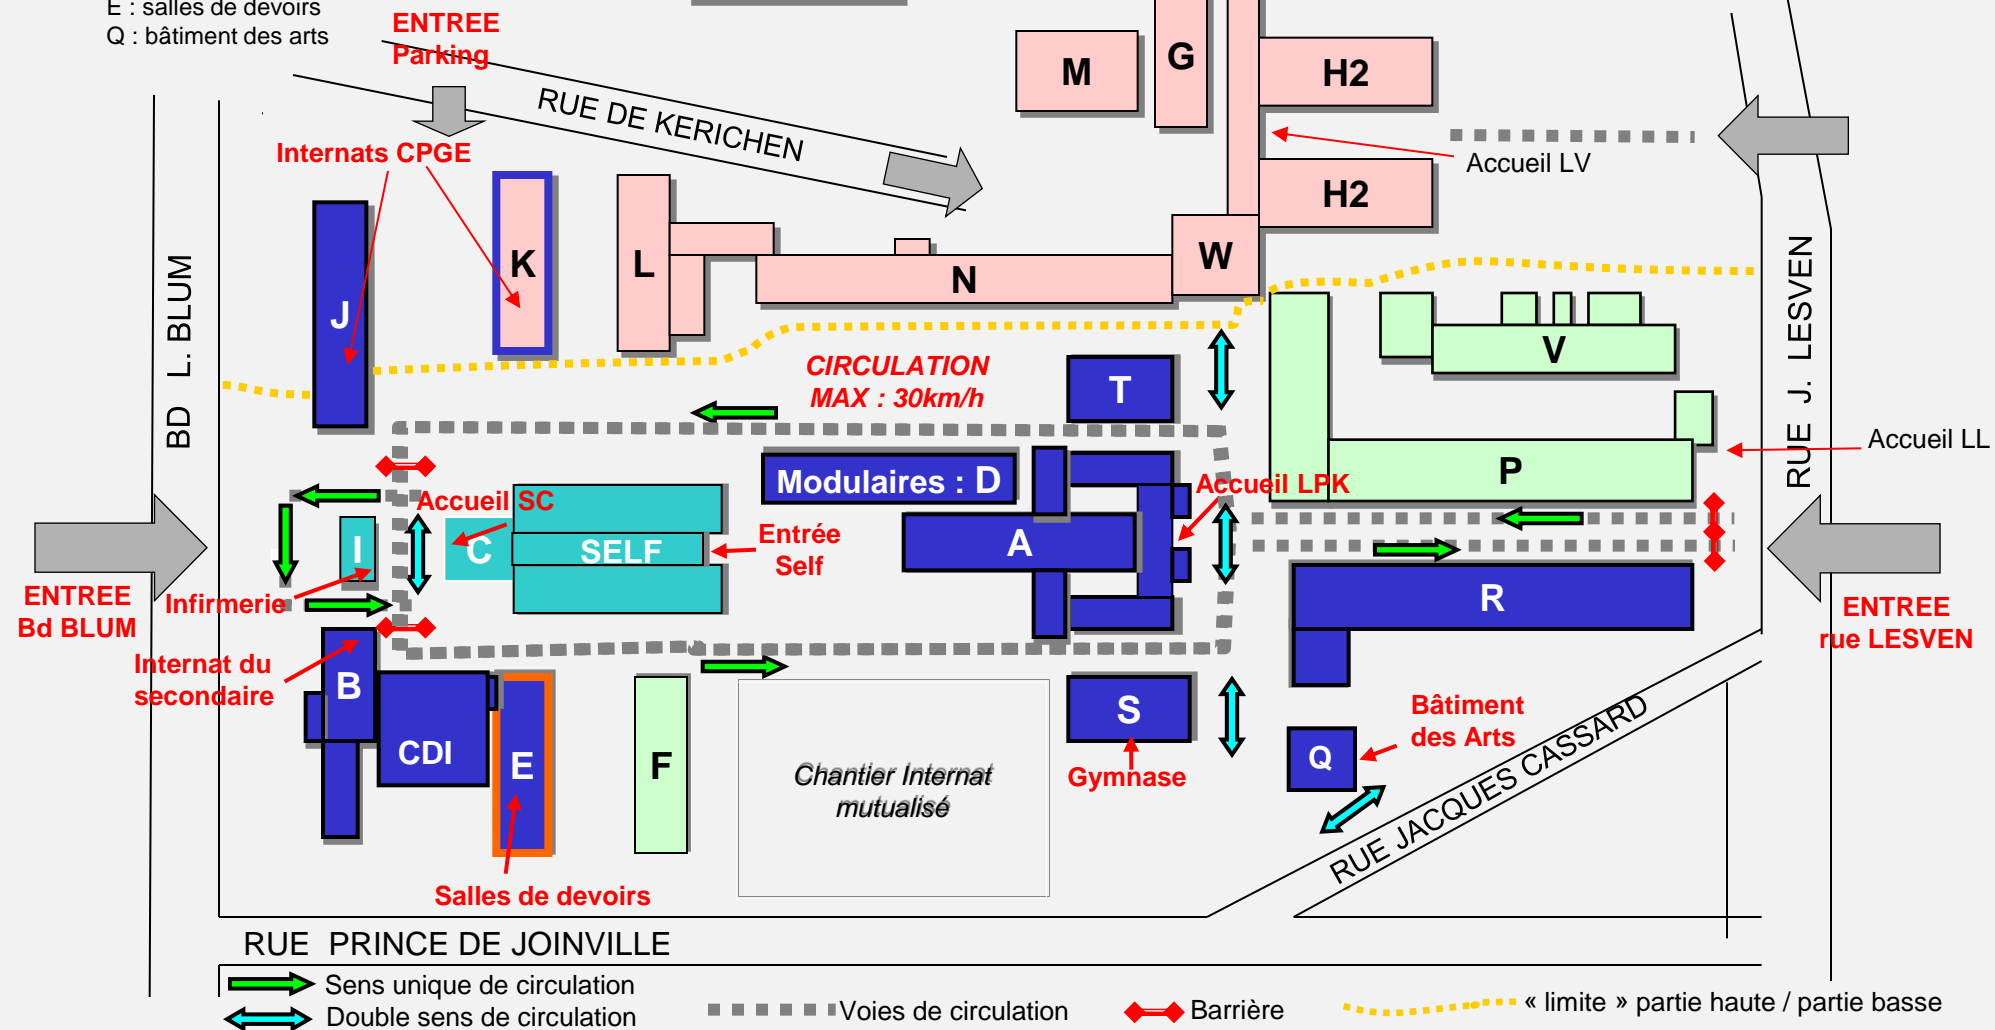 E : salles de devoirs
Q : bâtiment des arts
ENTREE
Parking
RUE DE KERICHEN
Internats CPGE
M
G
H2
Accueil LV
H2
J
K
L
N
W
BD L. BLUM
RUE J. LESVEN
CIRCULATION
MAX : 30km/h
T
V
Accueil LL
P
Modulaires : D
Accueil LPK
Accueil SC
I
C
SELF
Entrée
Self
A
ENTREE
Bd BLUM
Infirmerie
R
ENTREE
rue LESVEN
Internat du
secondaire
B
CDI
E
F
Chantier Internat
mutualisé
S
Gymnase
Q
Bâtiment
des Arts
RUE JACQUES CASSARD
Salles de devoirs
RUE PRINCE DE JOINVILLE
Sens unique de circulation
Double sens de circulation
Voies de circulation
Barrière
« limite » partie haute / partie basse